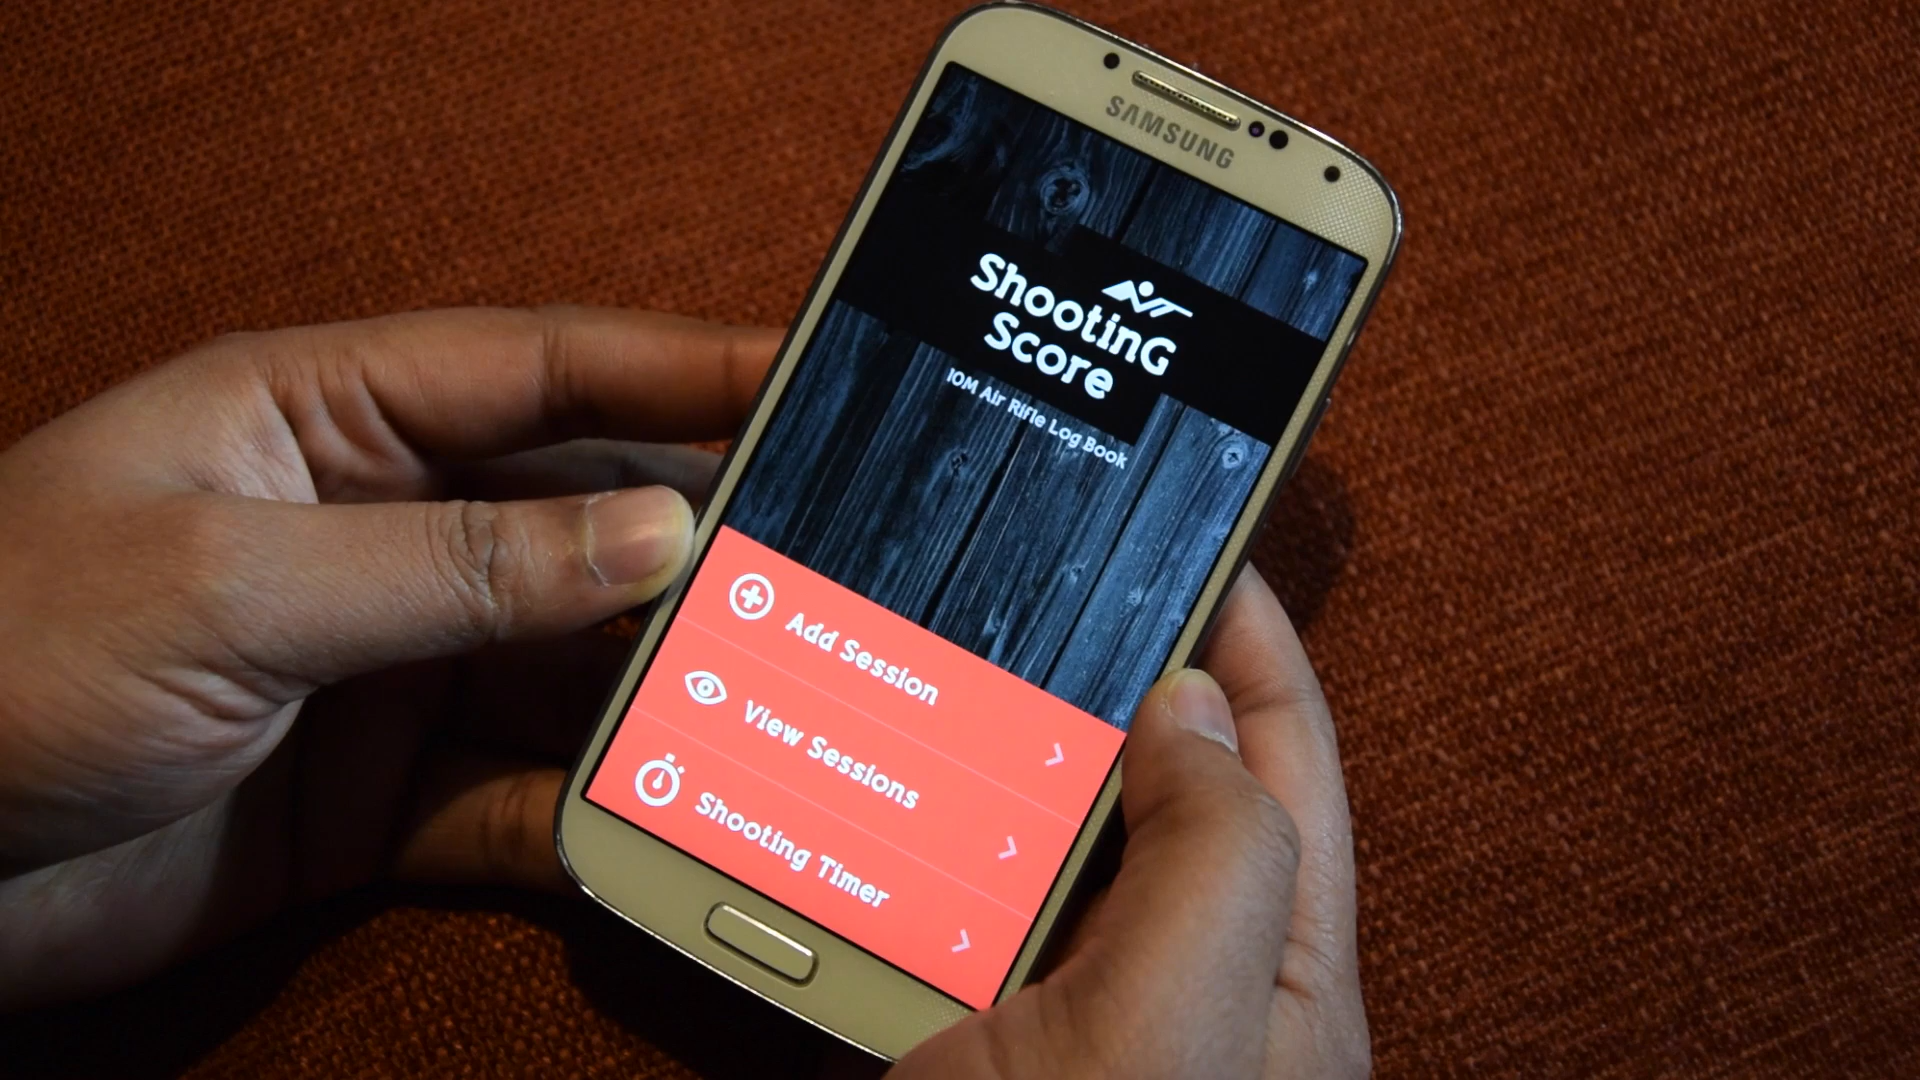 SAMSUNG
ShootinG
Score
10M Air Rifle Log Book
Add Session
View Sessions
Shooting Timer